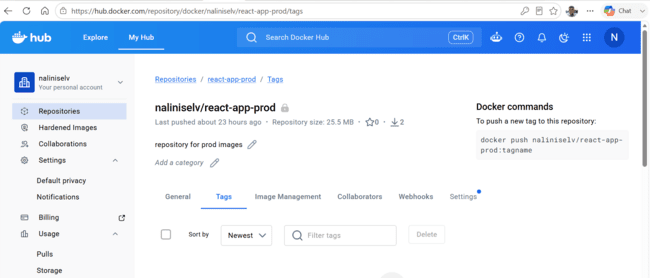 https://hub.docker.com/repository/docker/naliniselv/react-app-prod/tags
Chat
hub
Explore
My Hub
Search Docker Hub
CtrlK
N
naliniselv
Your personal account
Repositories
Hardened Images
Collaborations
Settings
Default privacy
Notifications
Billing
Usage
Pulls
Storage
Repositories / react-app-prod / Tags
naliniselv/react-app-prod
Last pushed about 23 hours ago · Repository size: 25.5 MB · 0 · 2
repository for prod images
Add a category
Docker commands
To push a new tag to this repository:
docker push naliniselv/react-app-
prod:tagname
General
Tags
Image Management
Collaborators
Webhooks
Settings
Sort by
Newest
Filter tags
Delete